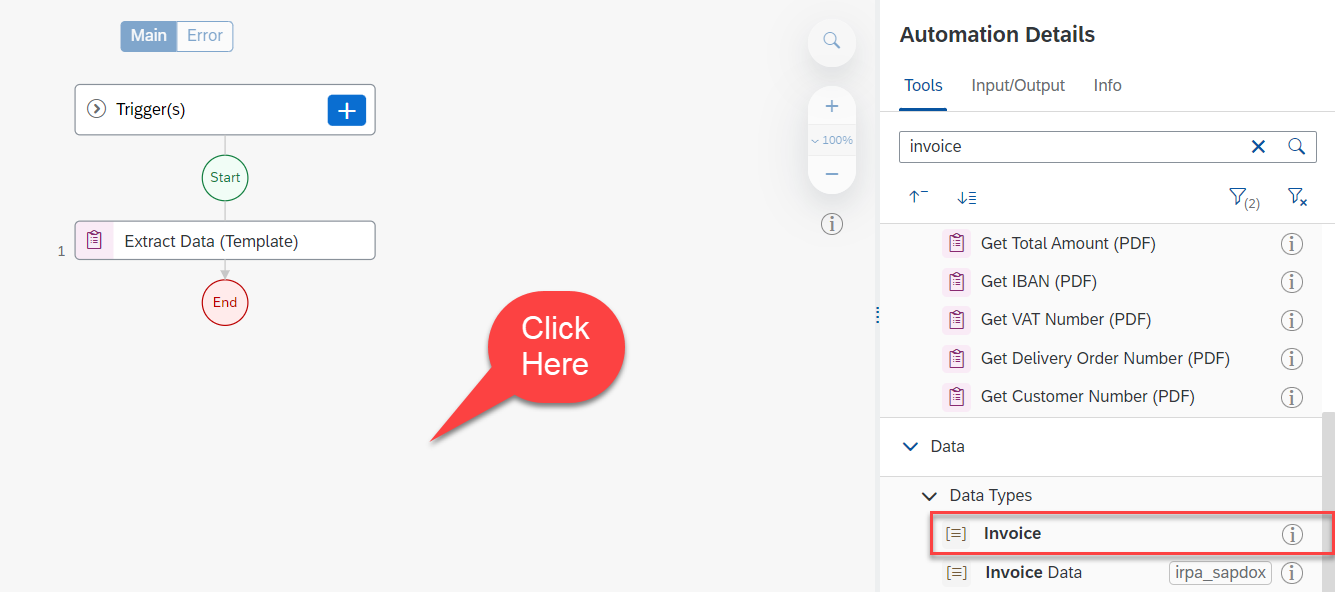 Main Error
Trigger(s)
Start
1 Extract Data (Template)
End
Click
Here
100%
Automation Details
Tools Input/Output Info
invoice
(2)
Get Total Amount (PDF)
Get IBAN (PDF)
Get VAT Number (PDF)
Get Delivery Order Number (PDF)
Get Customer Number (PDF)
Data
Data Types
Invoice
Invoice Data irpa_sapdox